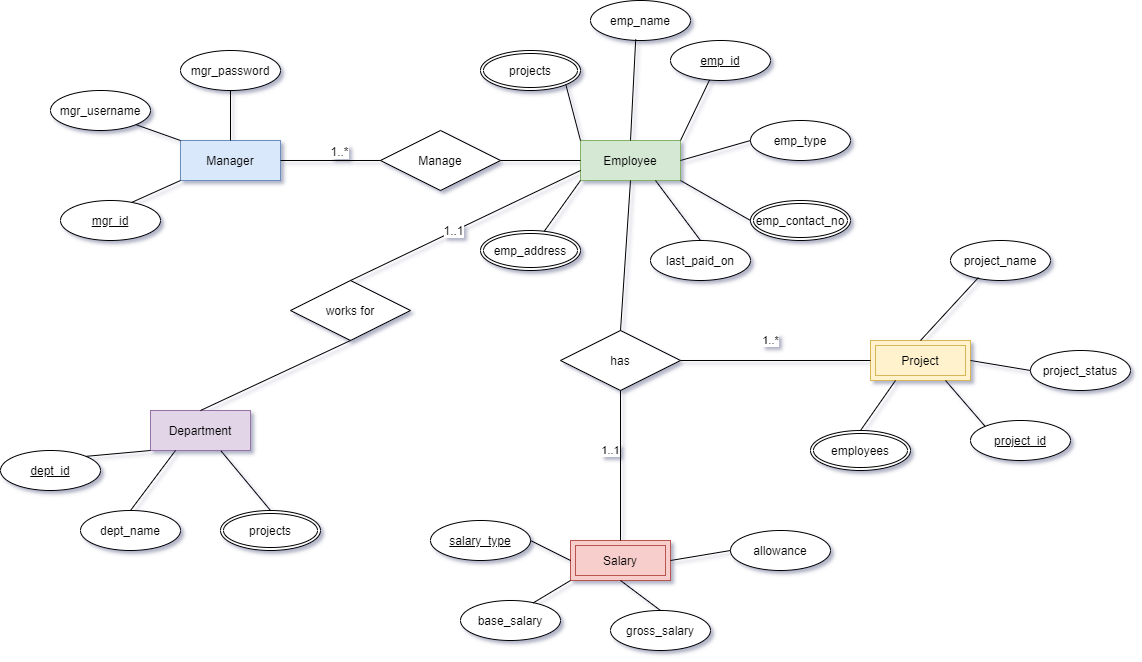 emp_name
projects
emp_id
mgr_password
mgr_username
emp_type
Manager
1..*
Manage
Employee
mgr_id
emp_contact_no
1..1
emp_address
last_paid_on
project_name
works for
has
1..*
Project
project_status
Department
employees
project_id
1..1
dept_id
dept_name
projects
salary_type
allowance
Salary
base_salary
gross_salary